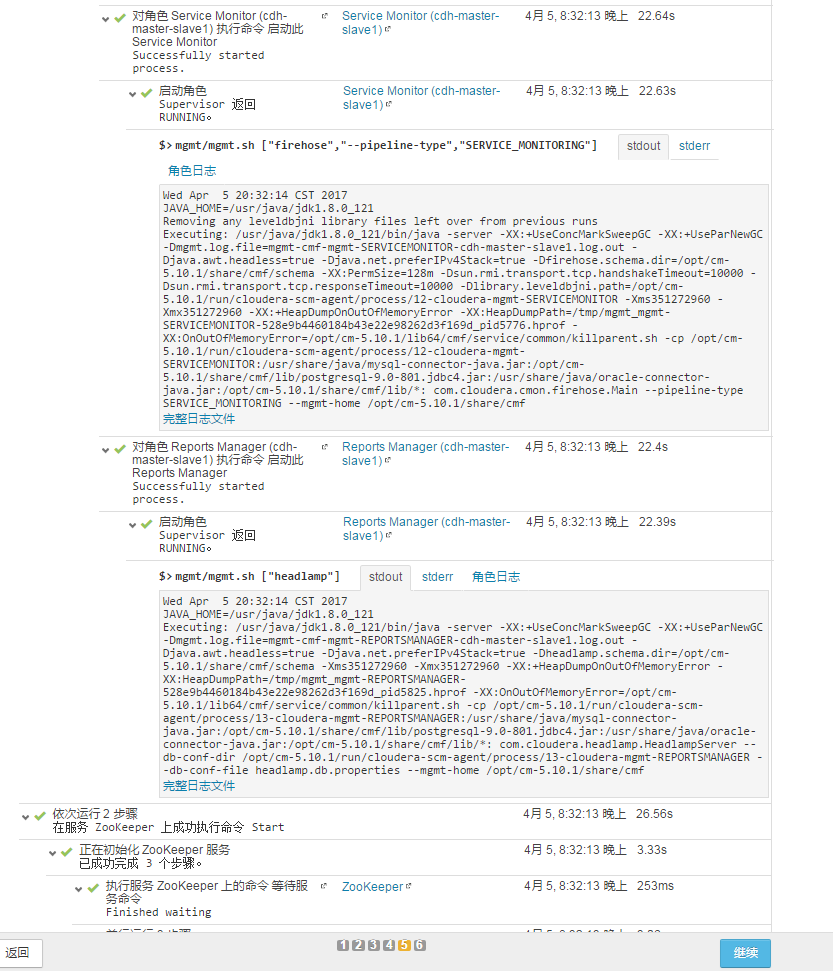 对角色 Service Monitor (cdh-
master-slave1) 执行命令 启动此
Service Monitor
Successfully started
process.
Service Monitor (cdh-master-
slave1)
4月 5, 8:32:13 晚上
22.64s
启动角色
Supervisor 返回
RUNNING。
Service Monitor (cdh-master-
slave1)
4月 5, 8:32:13 晚上
22.63s
$> mgmt/mgmt.sh ["firehose","--pipeline-type","SERVICE_MONITORING"]
stdout
stderr
角色日志
Wed Apr  5 20:32:14 CST 2017
JAVA_HOME=/usr/java/jdk1.8.0_121
Removing any leveldbjni library files left over from previous runs
Executing: /usr/java/jdk1.8.0_121/bin/java -server -XX:+UseConcMarkSweepGC -XX:+UseParNewGC
-Dmgmt.log.file=mgmt-cmf-mgmt-SERVICEMONITOR-cdh-master-slave1.log.out -
Djava.awt.headless=true -Djava.net.preferIPv4Stack=true -Dfirehose.schema.dir=/opt/cm-
5.10.1/share/cmf/schema -XX:PermSize=128m -Dsun.rmi.transport.tcp.handshakeTimeout=10000 -
Dsun.rmi.transport.tcp.responseTimeout=10000 -Dlibrary.leveldbjni.path=/opt/cm-
5.10.1/run/cloudera-scm-agent/process/12-cloudera-mgmt-SERVICEMONITOR -Xms351272960 -
Xmx351272960 -XX:+HeapDumpOnOutOfMemoryError -XX:HeapDumpPath=/tmp/mgmt_mgmt-
SERVICEMONITOR-528e9b4460184b43e22e98262d3f169d_pid5776.hprof -
XX:OnOutOfMemoryError=/opt/cm-5.10.1/lib64/cmf/service/common/killparent.sh -cp /opt/cm-
5.10.1/run/cloudera-scm-agent/process/12-cloudera-mgmt-
SERVICEMONITOR:/usr/share/java/mysql-connector-java.jar:/opt/cm-
5.10.1/share/cmf/lib/postgresql-9.0-801.jdbc4.jar:/usr/share/java/oracle-connector-
java.jar:/opt/cm-5.10.1/share/cmf/lib/*: com.cloudera.cmon.firehose.Main --pipeline-type
SERVICE_MONITORING --mgmt-home /opt/cm-5.10.1/share/cmf
完整日志文件
对角色 Reports Manager (cdh-
master-slave1) 执行命令 启动此
Reports Manager
Successfully started
process.
Reports Manager (cdh-master-
slave1)
4月 5, 8:32:13 晚上
22.4s
启动角色
Supervisor 返回
RUNNING。
Reports Manager (cdh-master-
slave1)
4月 5, 8:32:13 晚上
22.39s
$> mgmt/mgmt.sh ["headlamp"]
stdout
stderr
角色日志
Wed Apr  5 20:32:14 CST 2017
JAVA_HOME=/usr/java/jdk1.8.0_121
Executing: /usr/java/jdk1.8.0_121/bin/java -server -XX:+UseConcMarkSweepGC -XX:+UseParNewGC
-Dmgmt.log.file=mgmt-cmf-mgmt-REPORTSMANAGER-cdh-master-slave1.log.out -
Djava.awt.headless=true -Djava.net.preferIPv4Stack=true -Dheadlamp.schema.dir=/opt/cm-
5.10.1/share/cmf/schema -Xms351272960 -Xmx351272960 -XX:+HeapDumpOnOutOfMemoryError -
XX:HeapDumpPath=/tmp/mgmt_mgmt-REPORTSMANAGER-
528e9b4460184b43e22e98262d3f169d_pid5825.hprof -XX:OnOutOfMemoryError=/opt/cm-
5.10.1/lib64/cmf/service/common/killparent.sh -cp /opt/cm-5.10.1/run/cloudera-scm-
agent/process/13-cloudera-mgmt-REPORTSMANAGER:/usr/share/java/mysql-connector-
java.jar:/opt/cm-5.10.1/share/cmf/lib/postgresql-9.0-801.jdbc4.jar:/usr/share/java/oracle-
connector-java.jar:/opt/cm-5.10.1/share/cmf/lib/*: com.cloudera.headlamp.HeadlampServer --
db-conf-dir /opt/cm-5.10.1/run/cloudera-scm-agent/process/13-cloudera-mgmt-REPORTSMANAGER -
-db-conf-file headlamp.db.properties --mgmt-home /opt/cm-5.10.1/share/cmf
完整日志文件
依次运行 2 步骤
在服务 ZooKeeper 上成功执行命令 Start
4月 5, 8:32:13 晚上
26.56s
正在初始化 ZooKeeper 服务
已成功完成 3 个步骤。
4月 5, 8:32:13 晚上
3.33s
执行服务 ZooKeeper 上的命令 等待服
务命令
Finished waiting
ZooKeeper
4月 5, 8:32:13 晚上
253ms
返回
1 2 3 4 5 6
继续